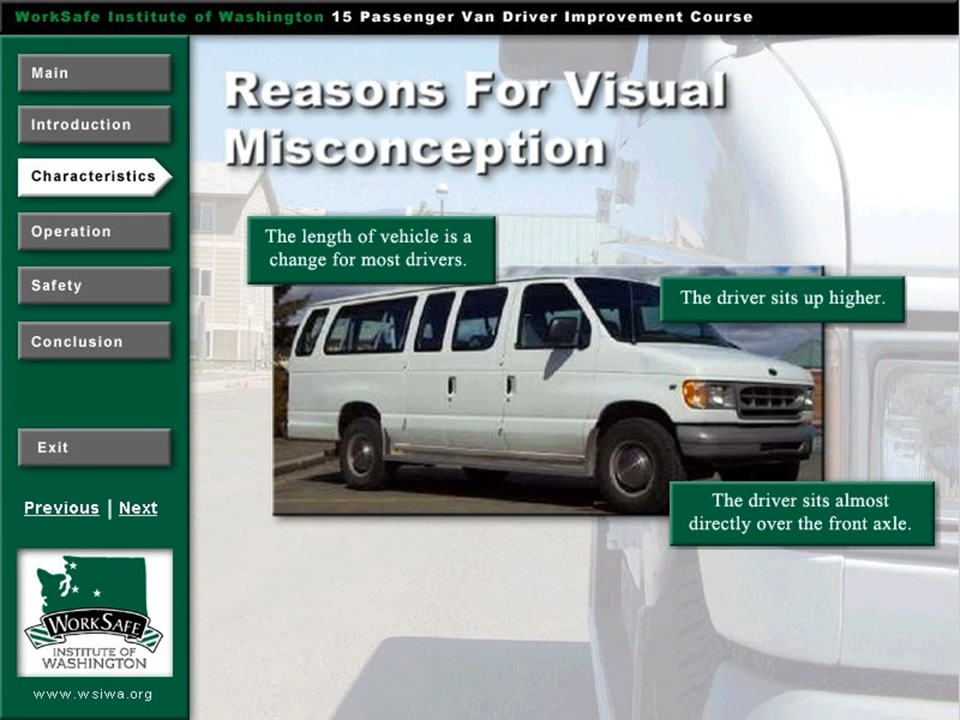 WorkSafe Institute of Washington 15 Passenger Van Driver Improvement Course
Main
Introduction
Characteristics
Operation
Safety
Conclusion
Exit
Previous | Next
WORKSAFE
INSTITUTE OF
WASHINGTON
www.wsiwa.org
Reasons For Visual
Misconception
The length of vehicle is a
change for most drivers.
The driver sits up higher.
The driver sits almost
directly over the front axle.